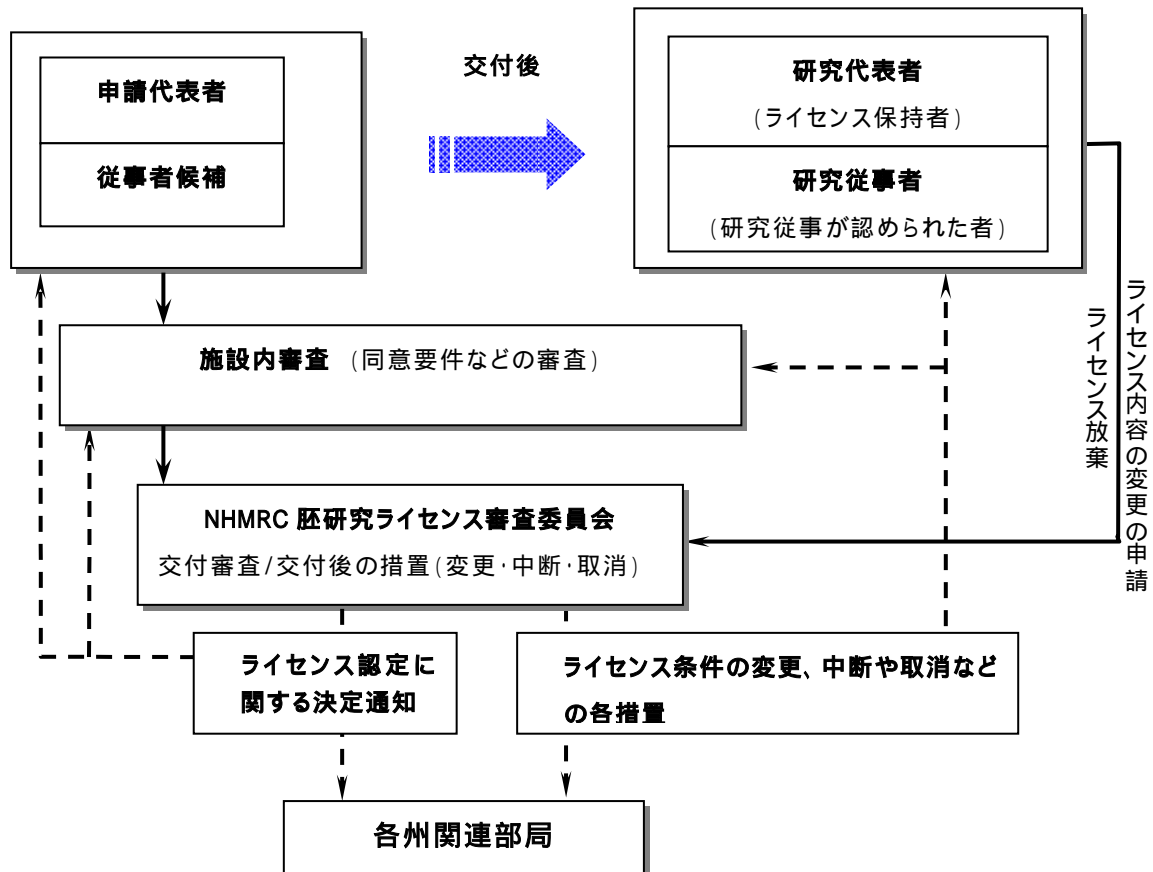 申請代表者
従事者候補
交付後
研究代表者
(ライセンス保持者)
研究従事者
(研究従事が認められた者)
施設内審査 (同意要件などの審査)
ライセンス内容の変更の申請
ライセンス放棄
NHMRC 胚研究ライセンス審査委員会
交付審査/交付後の措置(変更・中断・取消)
ライセンス認定に
関する決定通知
ライセンス条件の変更、中断や取消など
の各措置
各州関連部局